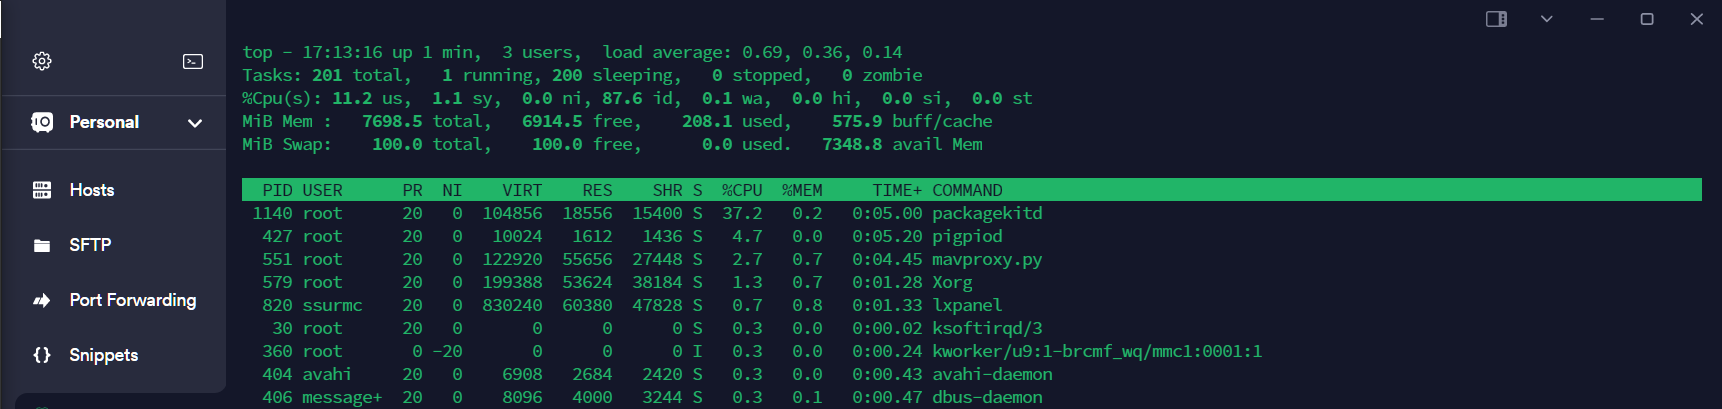 Personal
Hosts
SFTP
Port Forwarding
Snippets
top - 17:13:16 up 1 min,  3 users,  load average: 0.69, 0.36, 0.14
Tasks: 201 total,   1 running, 200 sleeping,   0 stopped,   0 zombie
%Cpu(s): 11.2 us,  1.1 sy,  0.0 ni, 87.6 id,  0.1 wa,  0.0 hi,  0.0 si,  0.0 st
MiB Mem :   7698.5 total,   6914.5 free,    208.1 used,    575.9 buff/cache
MiB Swap:    100.0 total,    100.0 free,      0.0 used.   7348.8 avail Mem
PID USER      PR  NI    VIRT    RES    SHR S  %CPU  %MEM     TIME+ COMMAND
1140 root      20   0  104856  18556  15400 S  37.2   0.2   0:05.00 packagekitd
427 root      20   0   10024   1612   1436 S   4.7   0.0   0:05.20 pigpiod
551 root      20   0  122920  55656  27448 S   2.7   0.7   0:04.45 mavproxy.py
579 root      20   0  199388  53624  38184 S   1.3   0.7   0:01.28 Xorg
820 ssurmc    20   0  830240  60380  47828 S   0.7   0.8   0:01.33 lxpanel
30 root      20   0       0      0      0 S   0.3   0.0   0:00.02 ksoftirqd/3
360 root       0 -20       0      0      0 I   0.3   0.0   0:00.24 kworker/u9:1-brcmf_wq/mmc1:0001:1
404 avahi     20   0    6908   2684   2420 S   0.3   0.0   0:00.43 avahi-daemon
406 message+  20   0    8096   4000   3244 S   0.3   0.1   0:00.47 dbus-daemon